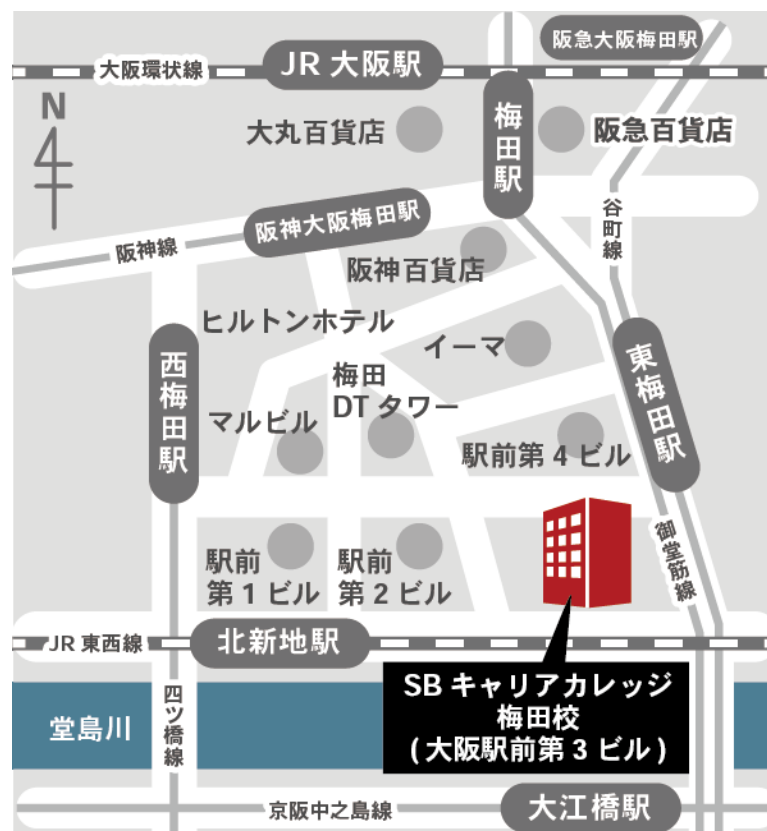 阪急大阪梅田駅
大阪環状線
JR 大阪駅
N
大丸百貨店
梅田駅
阪急百貨店
谷町線
阪神大阪梅田駅
阪神線
阪神百貨店
ヒルトンホテル
イーマ
西梅田駅
梅田
DT タワー
東梅田駅
マルビル
駅前第 4 ビル
御堂筋線
駅前
第 1 ビル
駅前
第 2 ビル
JR 東西線
北新地駅
SB キャリアカレッジ
梅田校
( 大阪駅前第 3 ビル )
堂島川
四ツ橋線
京阪中之島線
大江橋駅